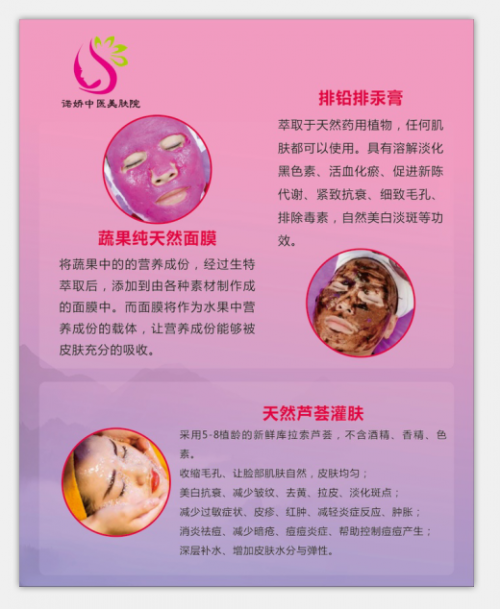 语娇中医美肤院
排铅排汞膏
萃取于天然药用植物，任何肌
肤都可以使用。具有溶解淡化
黑色素、活血化瘀、促进新陈
代谢、紧致抗衰、细致毛孔、
排除毒素，自然美白淡斑等功
效。
蔬果纯天然面膜
将蔬果中的的营养成份，经过生特
萃取后，添加到由各种素材制作成
的面膜中。而面膜将作为水果中营
养成份的载体，让营养成份能够被
皮肤充分的吸收。
天然芦荟灌肤
采用5-8植龄的新鲜库拉索芦荟，不含酒精、香精、色
素。
收缩毛孔、让脸部肌肤自然，皮肤均匀；
美白抗衰、减少皱纹、去黄、拉皮、淡化斑点；
减少过敏症状、皮疹、红肿、减轻炎症反应、肿胀；
消炎祛痘、减少暗疮、痘痘炎症、帮助控制痘痘产生；
深层补水、增加皮肤水分与弹性。